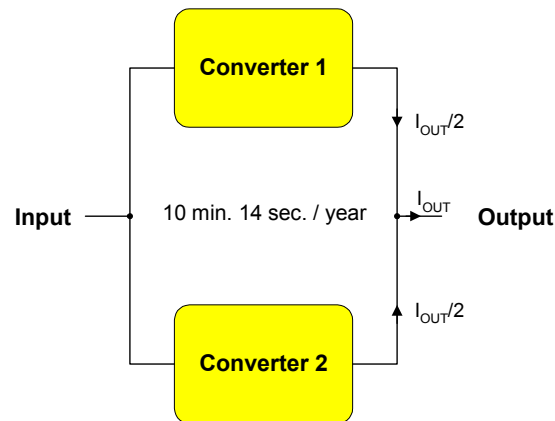 Converter 1
I_OUT/2
Input
10 min. 14 sec. / year
I_OUT
Output
I_OUT/2
Converter 2